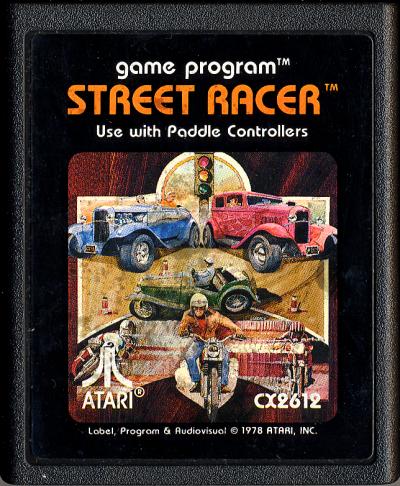 game program™
STREET RACER™
Use with Paddle Controllers
ATARI®
CX2612
Label, Program & Audiovisual © 1978 ATARI, INC.